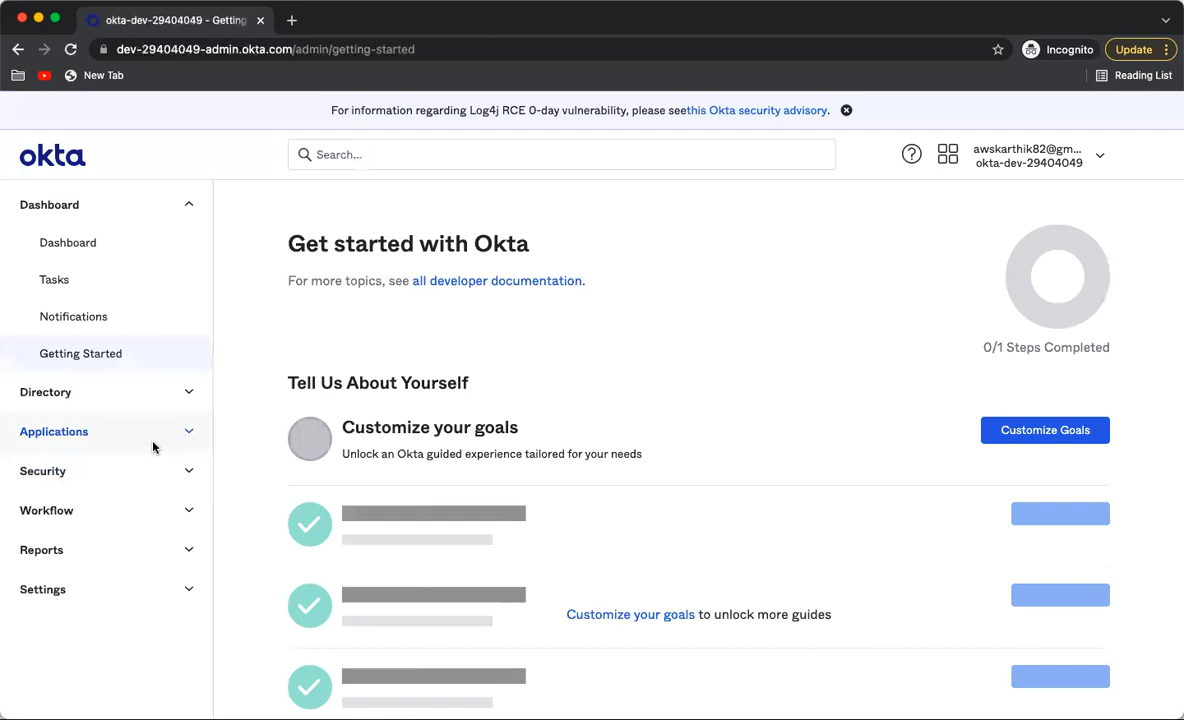 okta-dev-29404049 - Getting
dev-29404049-admin.okta.com/admin/getting-started
Incognito
Update
New Tab
Reading List
For information regarding Log4j RCE 0-day vulnerability, please seethis Okta security advisory.
okta
Search...
awskarthik82@gm...
okta-dev-29404049
Dashboard
Dashboard
Tasks
Notifications
Getting Started
Directory
Applications
Security
Workflow
Reports
Settings
Get started with Okta
For more topics, see all developer documentation.
0/1 Steps Completed
Tell Us About Yourself
Customize your goals
Unlock an Okta guided experience tailored for your needs
Customize Goals
Customize your goals to unlock more guides